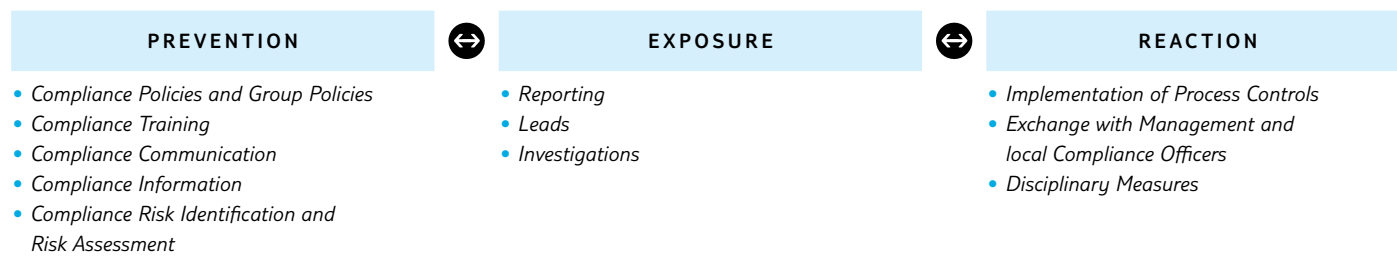 PREVENTION
• Compliance Policies and Group Policies
• Compliance Training
• Compliance Communication
• Compliance Information
• Compliance Risk Identification and
Risk Assessment
EXPOSURE
• Reporting
• Leads
• Investigations
REACTION
• Implementation of Process Controls
• Exchange with Management and
local Compliance Officers
• Disciplinary Measures